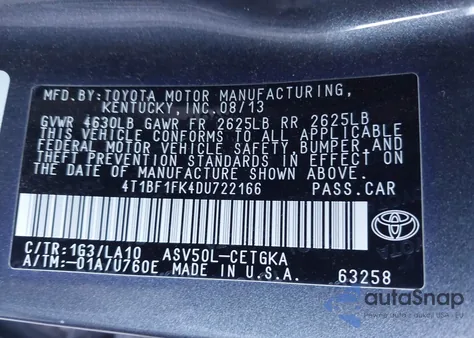 MFD. BY: TOYOTA MOTOR MANUFACTURING,
KENTUCKY, INC. 08/13
GVWR 4630LB GAWR FR 2625LB RR 2625LB
THIS VEHICLE CONFORMS TO ALL APPLICABLE
FEDERAL MOTOR VEHICLE SAFETY, BUMPER, AND
THEFT PREVENTION STANDARDS IN EFFECT ON
THE DATE OF MANUFACTURE SHOWN ABOVE.
4T1BF1FK4DU722166 PASS.CAR
C/TR:1G3/LA10 ASV50L-CETGKA
A/TM:-01A/U760E MADE IN U.S.A. 63258
autoSnap